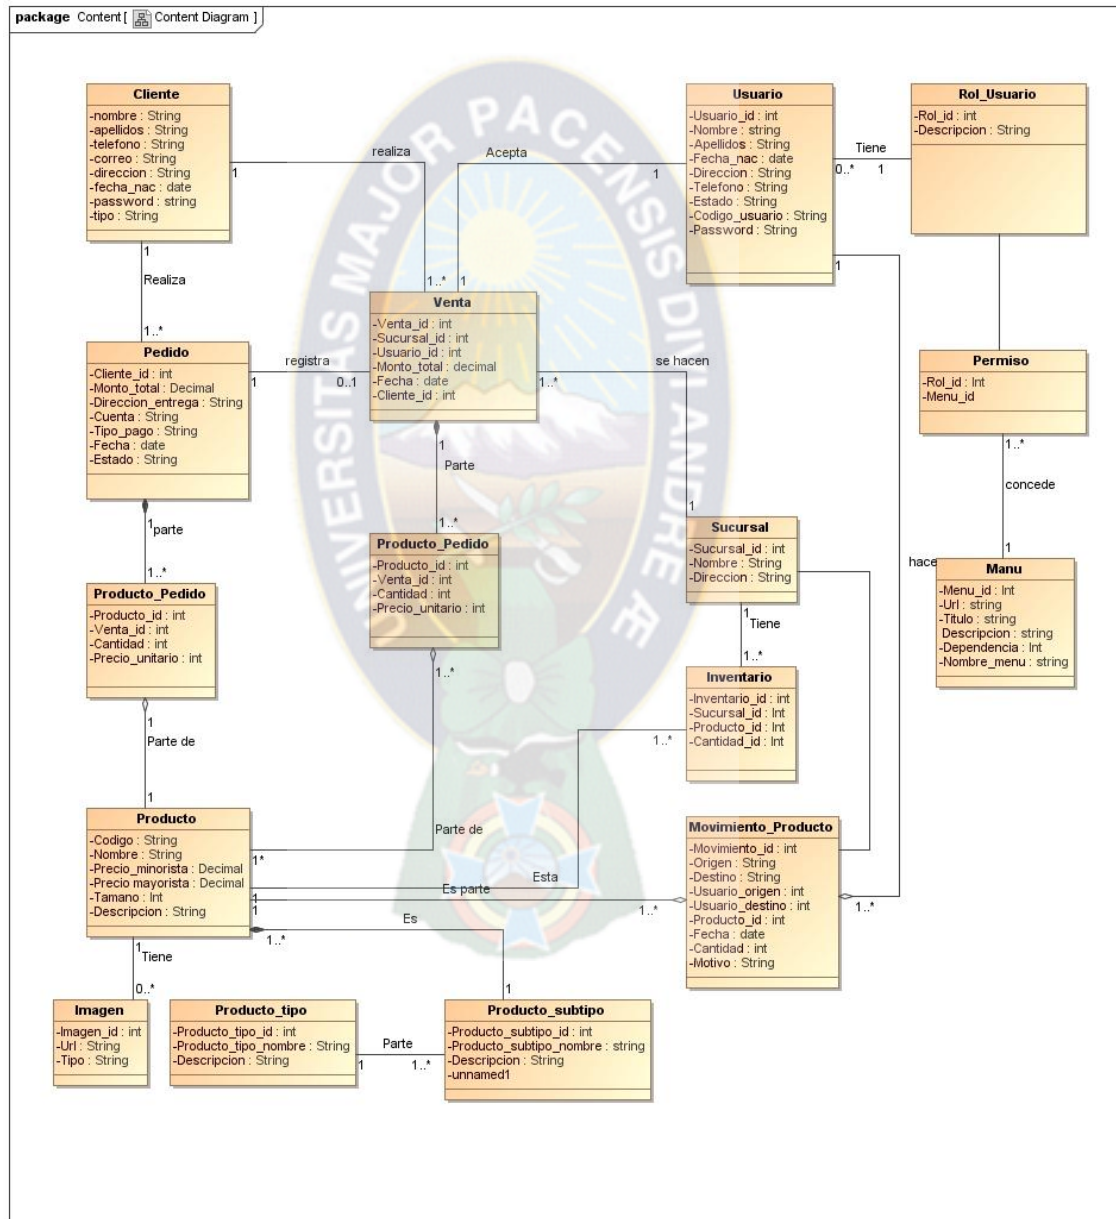 package Content [ Content Diagram ]
Cliente
-nombre : String
-apellidos : String
-telefono : String
-correo : String
-direccion : String
-fecha_nac : date
-password : string
-tipo : String
Usuario
-Usuario_id : int
-Nombre : string
-Apellidos : String
-Fecha_nac : date
-Direccion : String
-Telefono : String
-Estado : String
-Codigo_usuario : String
-Password : String
Rol_Usuario
-Rol_id : int
-Descripcion : String
realiza
1
1..*
Acepta
1
1
Tiene
0..*
1
1
Realiza
1..*
Venta
-Venta_id : int
-Sucursal_id : int
-Usuario_id : int
-Monto_total : decimal
-Fecha : date
-Cliente_id : int
Pedido
-Cliente_id : int
-Monto_total : Decimal
-Direccion_entrega : String
-Cuenta : String
-Tipo_pago : String
-Fecha : date
-Estado : String
registra
1
0..1
se hacen
1..*
1
Permiso
-Rol_id : Int
-Menu_id
1..*
concede
1
1
Parte
1..*
1
parte
1..*
Producto_Pedido
-Producto_id : int
-Venta_id : int
-Cantidad : int
-Precio_unitario : int
Sucursal
-Sucursal_id : int
-Nombre : String
-Direccion : String
1
hace
1..*
Manu
-Menu_id : Int
-Url : string
-Titulo : string
Descripcion : string
-Dependencia : Int
-Nombre_menu : string
Producto_Pedido
-Producto_id : int
-Venta_id : int
-Cantidad : int
-Precio_unitario : int
1
Tiene
1..*
Inventario
-Inventario_id : Int
-Sucursal_id : Int
-Producto_id : Int
-Cantidad_id : Int
1
Parte de
1
1..*
Parte de
1*
1..*
Esta
1
Producto
-Codigo : String
-Nombre : String
-Precio_minorista : Decimal
-Precio mayorista : Decimal
-Tamano : Int
-Descripcion : String
Movimiento_Producto
-Movimiento_id : int
-Origen : String
-Destino : String
-Usuario_origen : int
-Usuario_destino : int
-Producto_id : int
-Fecha : date
-Cantidad : int
-Motivo : String
Es parte
1
1..*
Es
1..*
1
1
Tiene
0..*
Imagen
-Imagen_id : int
-Url : String
-Tipo : String
Producto_tipo
-Producto_tipo_id : int
-Producto_tipo_nombre : String
-Descripcion : String
Parte
1
1..*
Producto_subtipo
-Producto_subtipo_id : int
-Producto_subtipo_nombre : string
-Descripcion : String
-unnamed1
UNIVERSITAS MAJOR PACENSIS DIVI ANDRE Æ